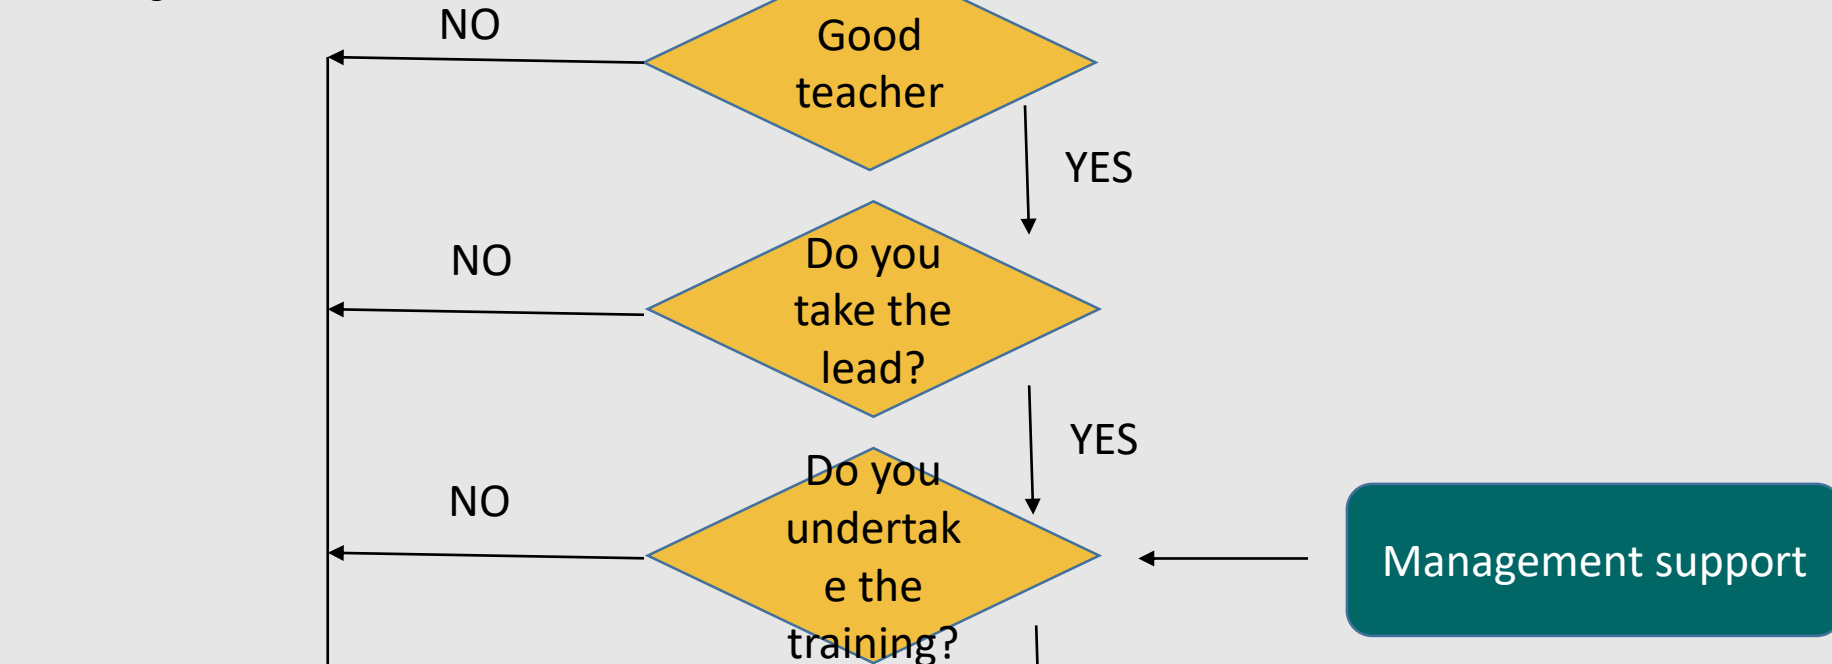 NO
Good
teacher
YES
NO
Do you
take the
lead?
YES
NO
Do you
undertak
e the
training?
Management support